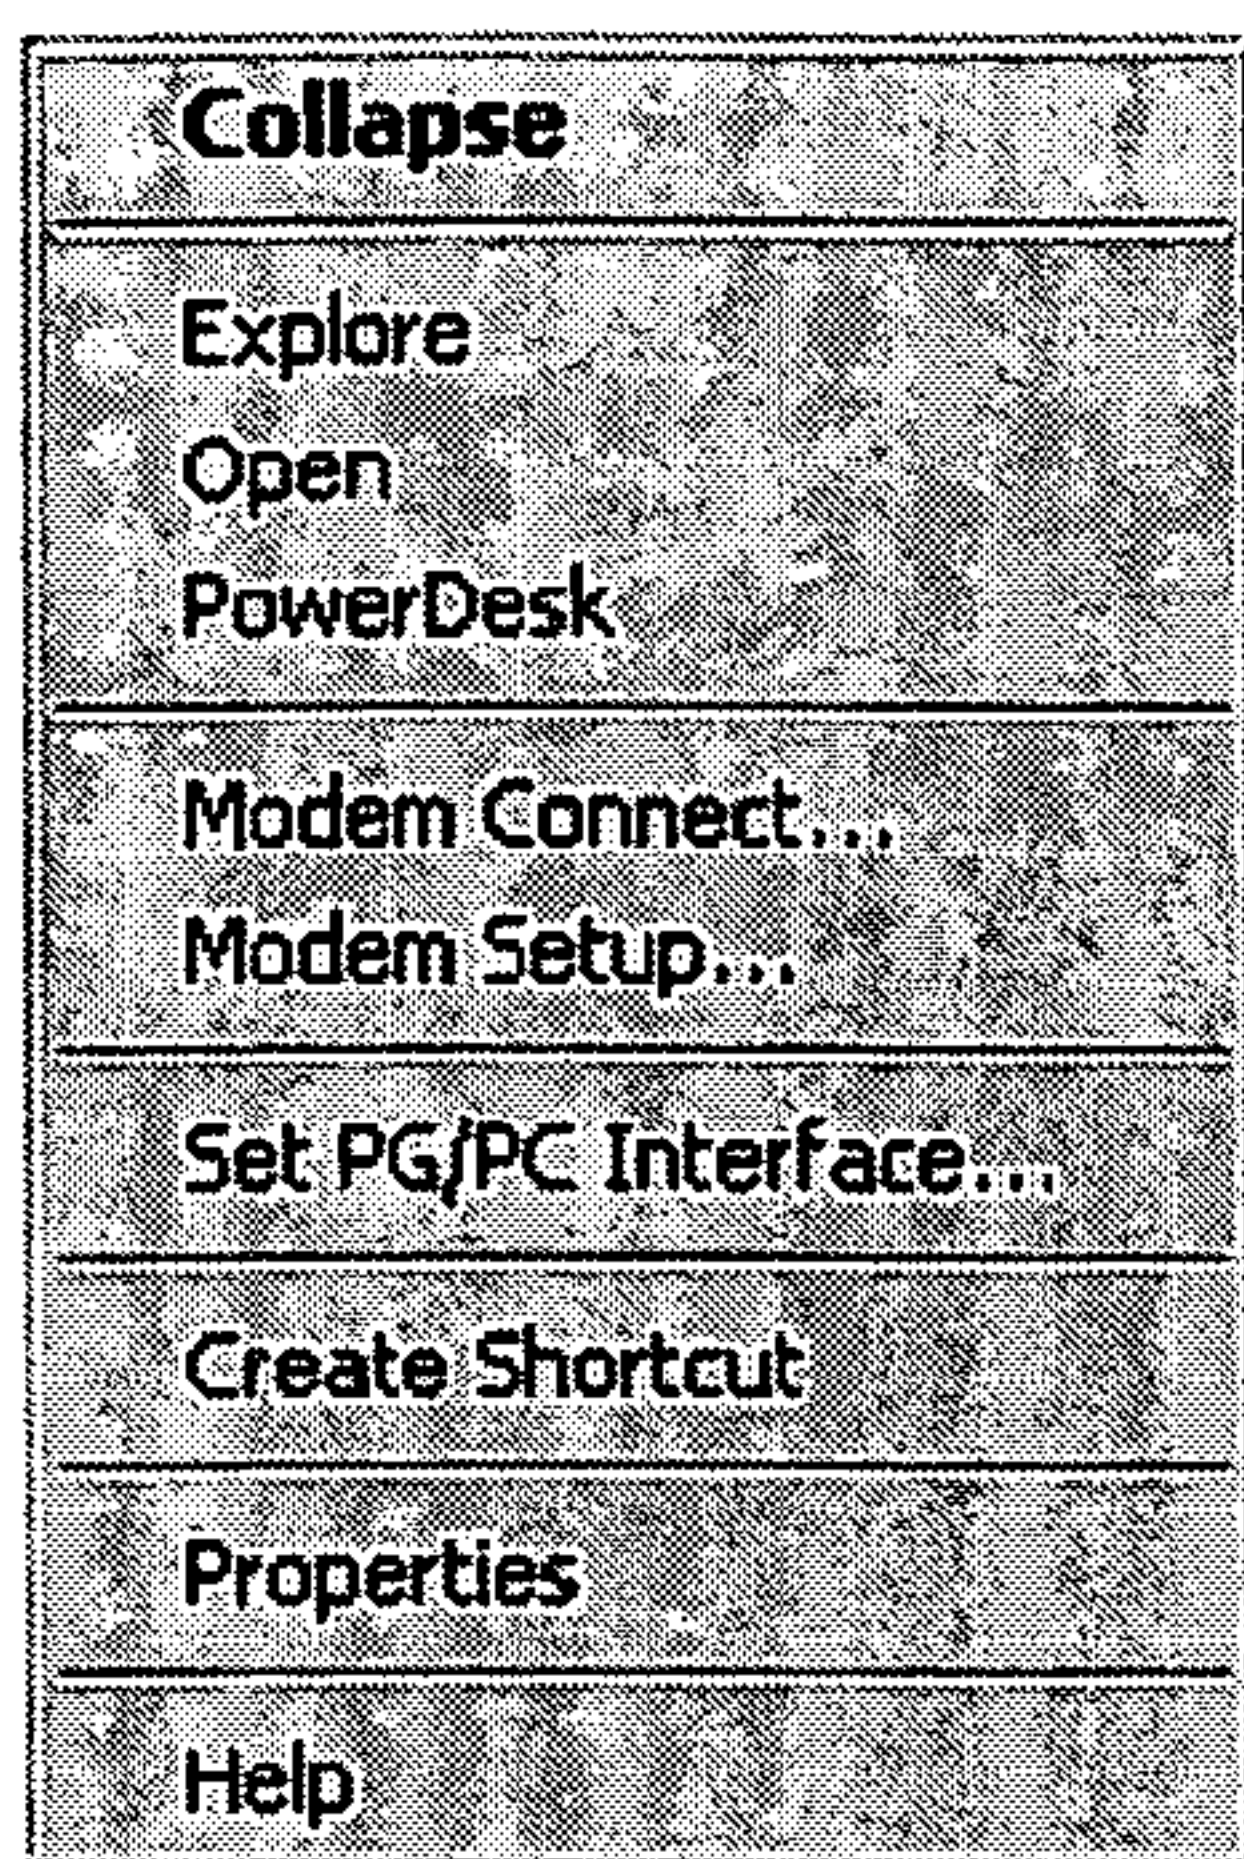 Collapse
Explore
Open
PowerDesk
Modem Connect...
Modem Setup...
Set PG/PC Interface...
Create Shortcut
Properties
Help